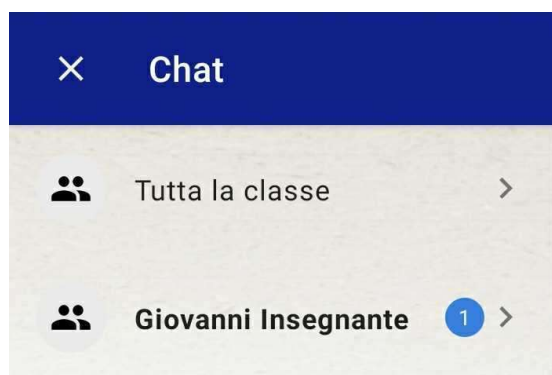 Chat
Tutta la classe
Giovanni Insegnante 1